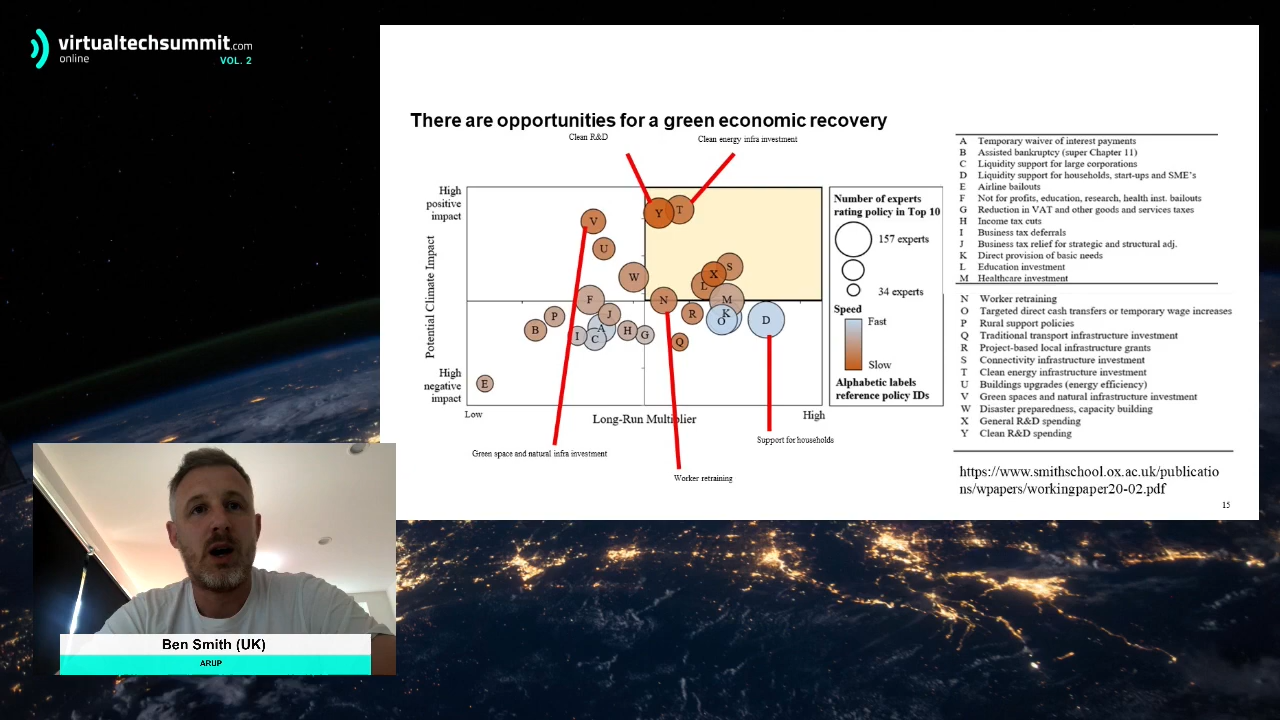 virtualtechsummit.com
online
VOL. 2
There are opportunities for a green economic recovery
Clean R&D
Clean energy infra investment
High
positive
impact
Potential Climate Impact
High
negative
impact
Low
Long-Run Multiplier
High
V
Y
T
U
W
S
X
L
F
N
M
P
J
R
K
O
D
B
I
A
C
H
G
Q
E
Green space and natural infra investment
Worker retraining
Support for households
Number of experts
rating policy in Top 10
157 experts
34 experts
Speed
Fast
Slow
Alphabetic labels
reference policy IDs
A Temporary waiver of interest payments
B Assisted bankruptcy (super Chapter 11)
C Liquidity support for large corporations
D Liquidity support for households, start-ups and SME's
E Airline bailouts
F Not for profits, education, research, health inst. bailouts
G Reduction in VAT and other goods and services taxes
H Income tax cuts
I Business tax deferrals
J Business tax relief for strategic and structural adj.
K Direct provision of basic needs
L Education investment
M Healthcare investment
N Worker retraining
O Targeted direct cash transfers or temporary wage increases
P Rural support policies
Q Traditional transport infrastructure investment
R Project-based local infrastructure grants
S Connectivity infrastructure investment
T Clean energy infrastructure investment
U Buildings upgrades (energy efficiency)
V Green spaces and natural infrastructure investment
W Disaster preparedness, capacity building
X General R&D spending
Y Clean R&D spending
https://www.smithschool.ox.ac.uk/publicatio
ns/wpapers/workingpaper20-02.pdf
15
Ben Smith (UK)
ARUP